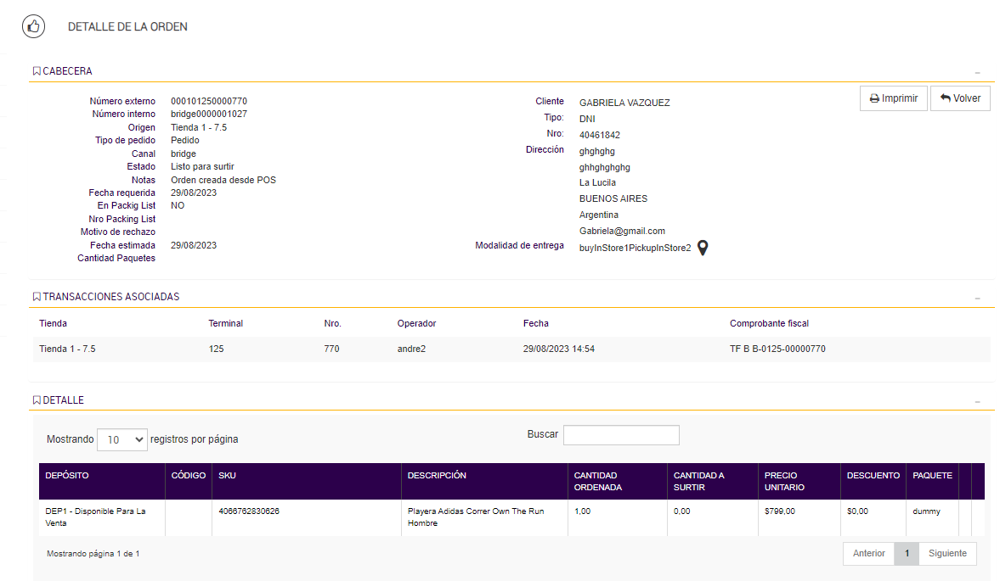 DETALLE DE LA ORDEN
CABECERA
Número externo 000101250000770
Número interno bridge0000001027
Origen Tienda 1 - 7.5
Tipo de pedido Pedido
Canal bridge
Estado Listo para surtir
Notas Orden creada desde POS
Fecha requerida 29/08/2023
En Packig List NO
Nro Packing List
Motivo de rechazo
Fecha estimada 29/08/2023
Cantidad Paquetes
Cliente GABRIELA VAZQUEZ
Tipo: DNI
Nro: 40461842
Dirección ghghghg
ghhghghghg
La Lucila
BUENOS AIRES
Argentina
Gabriela@gmail.com
Modalidad de entrega buyInStore1PickupInStore2
Imprimir Volver
TRANSACCIONES ASOCIADAS
Tienda Terminal Nro. Operador Fecha Comprobante fiscal
Tienda 1 - 7.5 125 770 andre2 29/08/2023 14:54 TF B B-0125-00000770
DETALLE
Mostrando 10 registros por página Buscar
DEPÓSITO CÓDIGO SKU DESCRIPCIÓN CANTIDAD ORDENADA CANTIDAD A SURTIR PRECIO UNITARIO DESCUENTO PAQUETE
DEP1 - Disponible Para La Venta 4066762830626 Playera Adidas Correr Own The Run Hombre 1,00 0,00 $799,00 $0,00 dummy
Mostrando página 1 de 1 Anterior 1 Siguiente